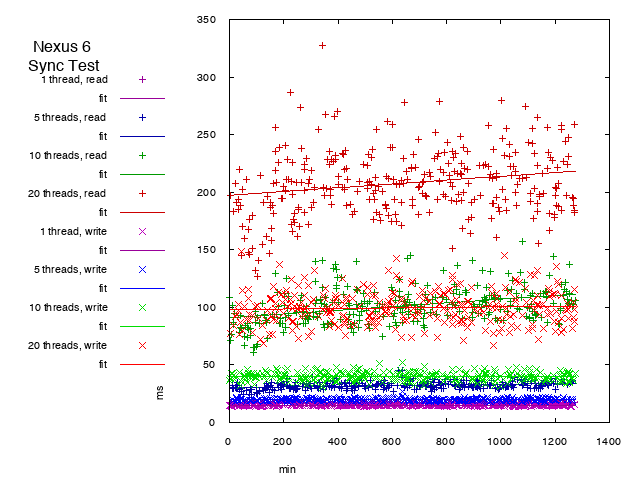 Nexus 6
Sync Test
1 thread, read
fit
5 threads, read
fit
10 threads, read
fit
20 threads, read
fit
1 thread, write
fit
5 threads, write
fit
10 threads, write
fit
20 threads, write
fit
350
300
250
200
150
100
50
0
ms
0 200 400 600 800 1000 1200 1400
min